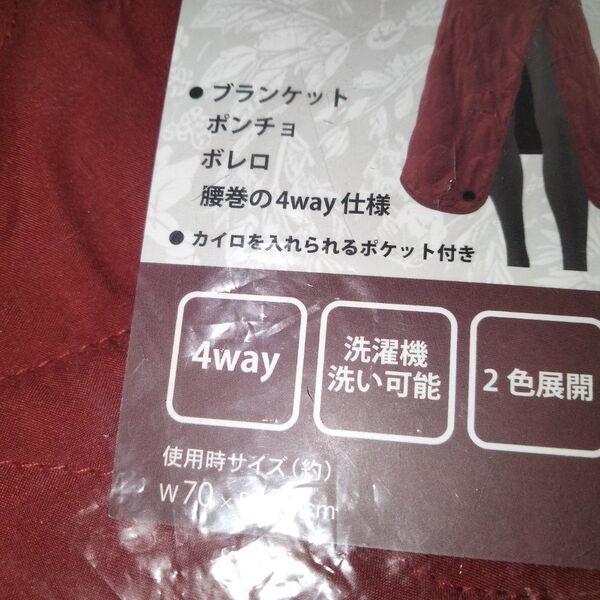 ● ブランケット
ポンチョ
ボレロ
腰巻の4way仕様
● カイロを入れられるポケット付き
4way
洗濯機
洗い可能
2色展開
使用時サイズ(約)
W70 × cm